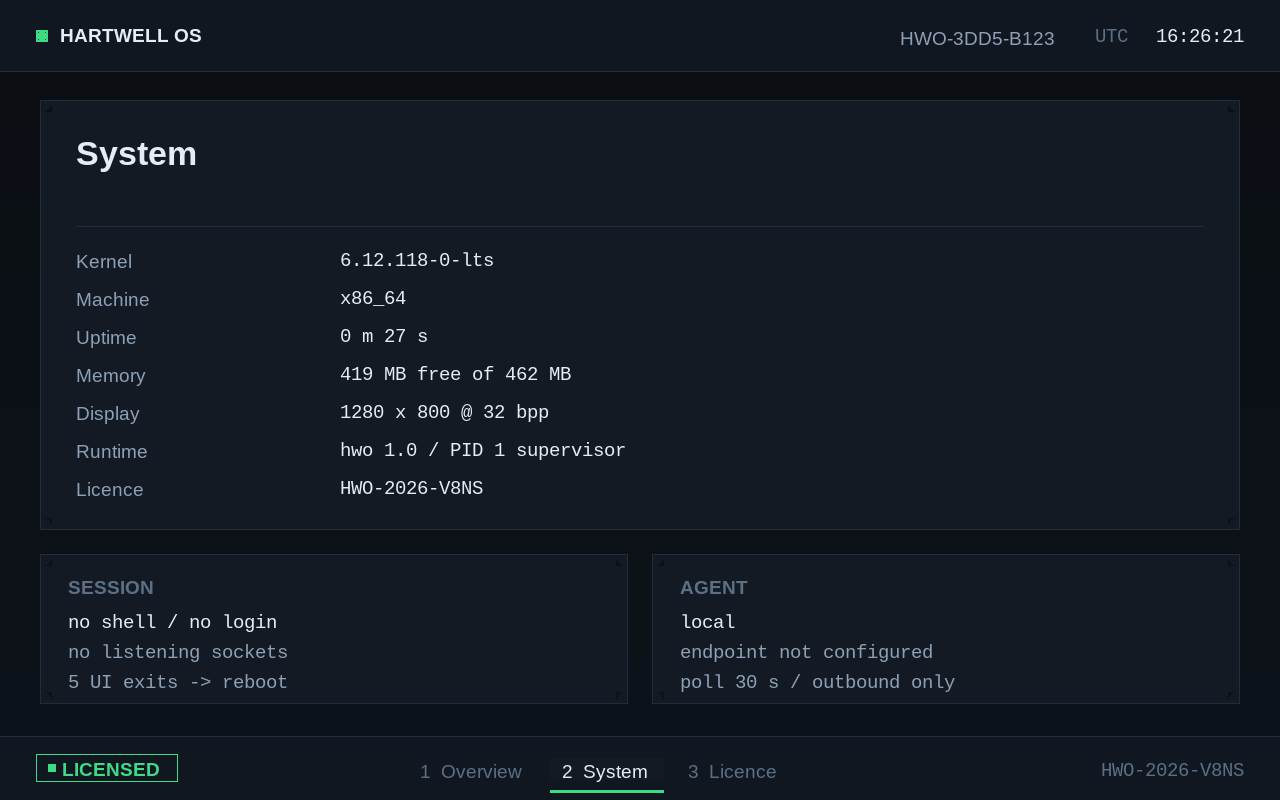 HARTWELL OS
HWO-3DD5-B123 UTC 16:26:21
System
Kernel 6.12.118-0-lts
Machine x86_64
Uptime 0 m 27 s
Memory 419 MB free of 462 MB
Display 1280 x 800 @ 32 bpp
Runtime hwo 1.0 / PID 1 supervisor
Licence HWO-2026-V8NS
SESSION
no shell / no login
no listening sockets
5 UI exits -> reboot
AGENT
local
endpoint not configured
poll 30 s / outbound only
LICENSED
1 Overview 2 System 3 Licence
HWO-2026-V8NS